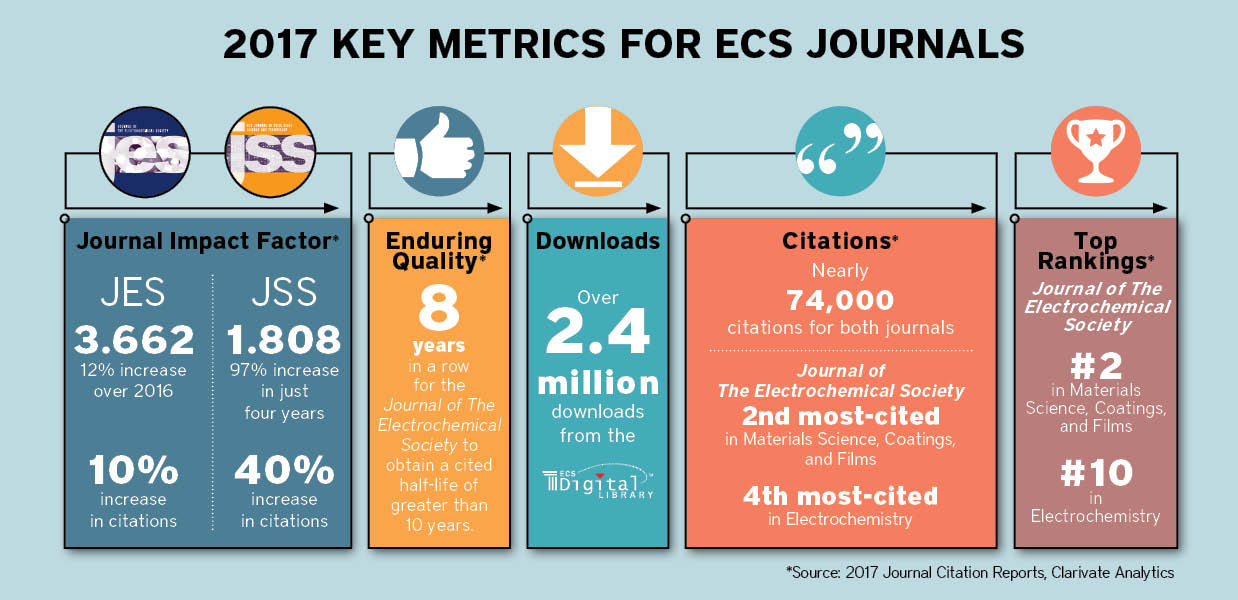 2017 KEY METRICS FOR ECS JOURNALS
JOURNAL OF
THE ELECTROCHEMICAL SOCIETY
jes
ECS JOURNAL OF SOLID STATE
SCIENCE AND TECHNOLOGY
jss
Journal Impact Factor*
JES
3.662
12% increase
over 2016
10%
increase
in citations
JSS
1.808
97% increase
in just
four years
40%
increase
in citations
Enduring
Quality*
8
years
in a row
for the
Journal of The
Electrochemical
Society to
obtain a cited
half-life of
greater than
10 years.
Downloads
Over
2.4
million
downloads
from the
ECS
Digital
LIBRARY™
“ ”
Citations*
Nearly
74,000
citations for both journals
Journal of
The Electrochemical Society
2nd most-cited
in Materials Science, Coatings,
and Films
4th most-cited
in Electrochemistry
Top
Rankings*
Journal of The
Electrochemical
Society
#2
in Materials
Science, Coatings,
and Films
#10
in
Electrochemistry
*Source: 2017 Journal Citation Reports, Clarivate Analytics